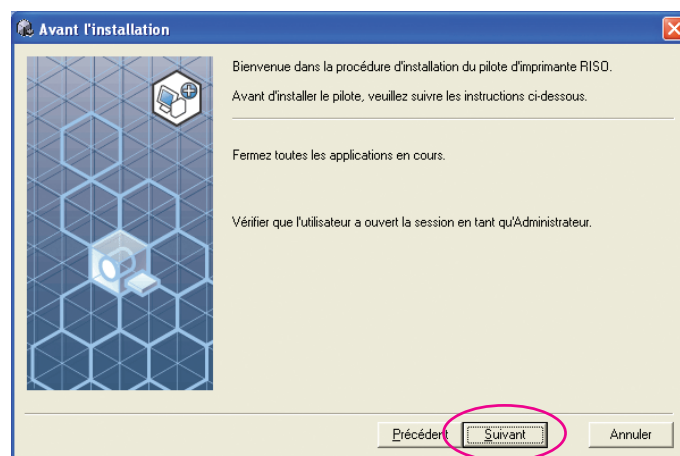 Avant l'installation
Bienvenue dans la procédure d'installation du pilote d'imprimante RISO.
Avant d'installer le pilote, veuillez suivre les instructions ci-dessous.
Fermez toutes les applications en cours.
Vérifier que l'utilisateur a ouvert la session en tant qu'Administrateur.
Précédent Suivant Annuler